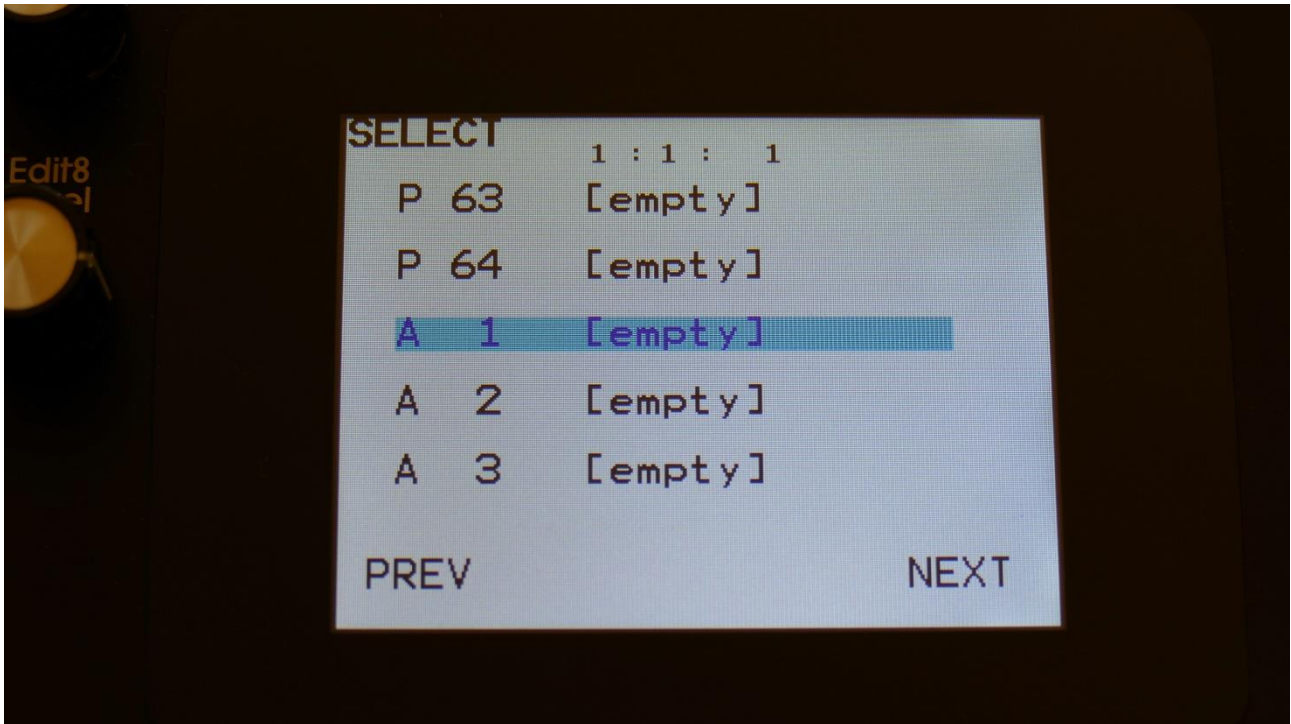 SELECT
1 : 1 : 1
Edit8
P 63 [empty]
P 64 [empty]
A 1 [empty]
A 2 [empty]
A 3 [empty]
PREV NEXT